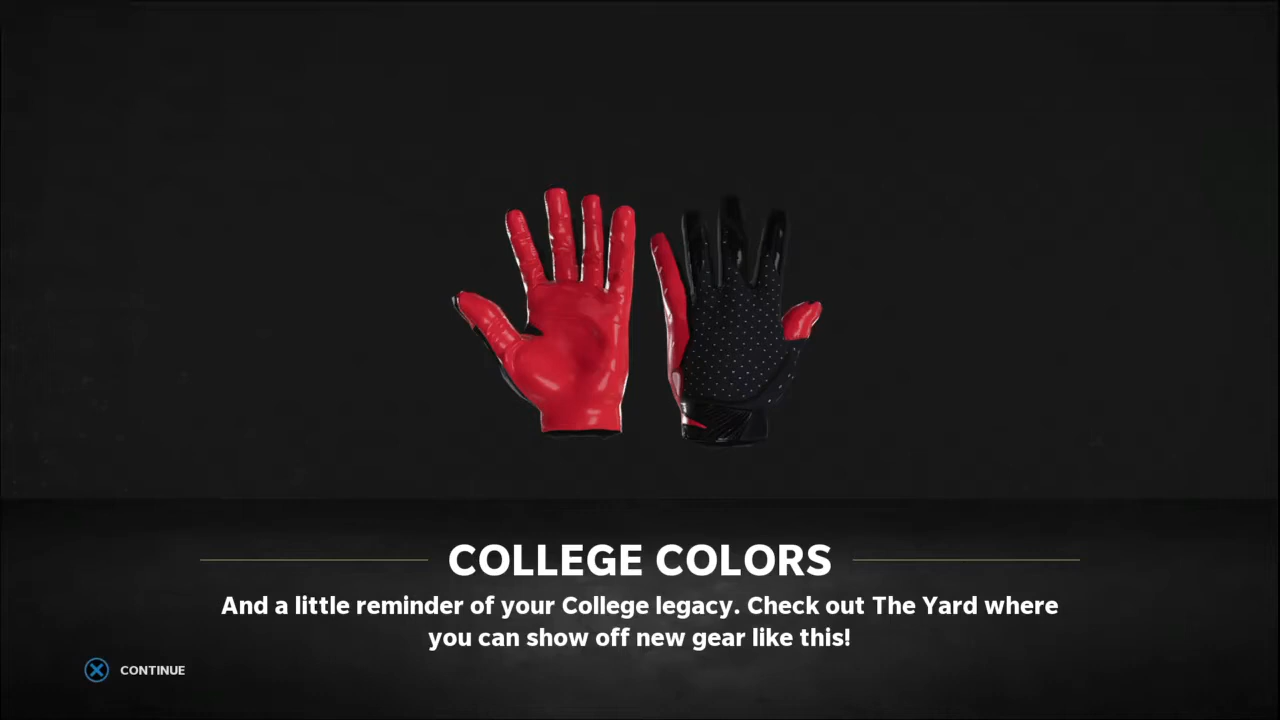 COLLEGE COLORS
And a little reminder of your College legacy. Check out The Yard where
you can show off new gear like this!
CONTINUE